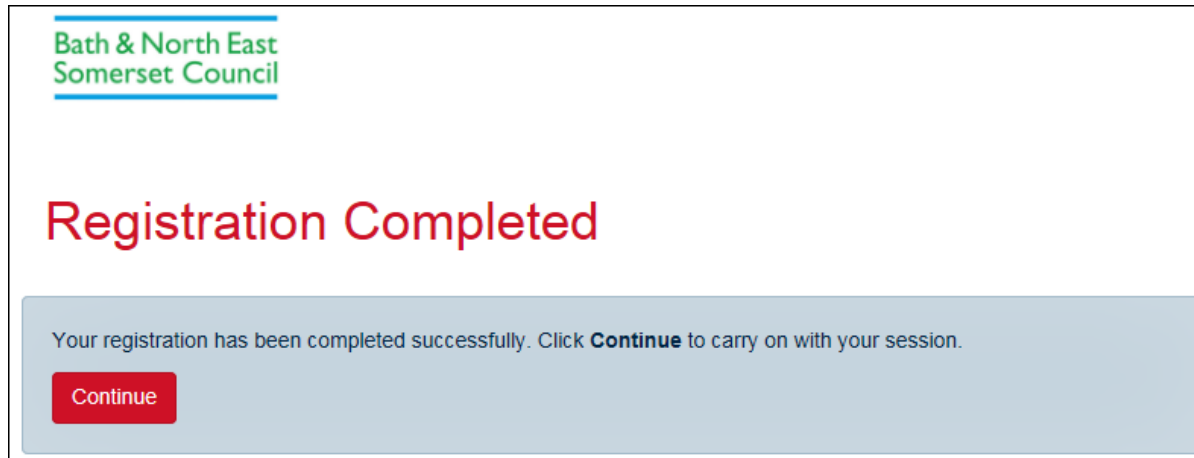 Bath & North East
Somerset Council
Registration Completed
Your registration has been completed successfully. Click Continue to carry on with your session.
Continue